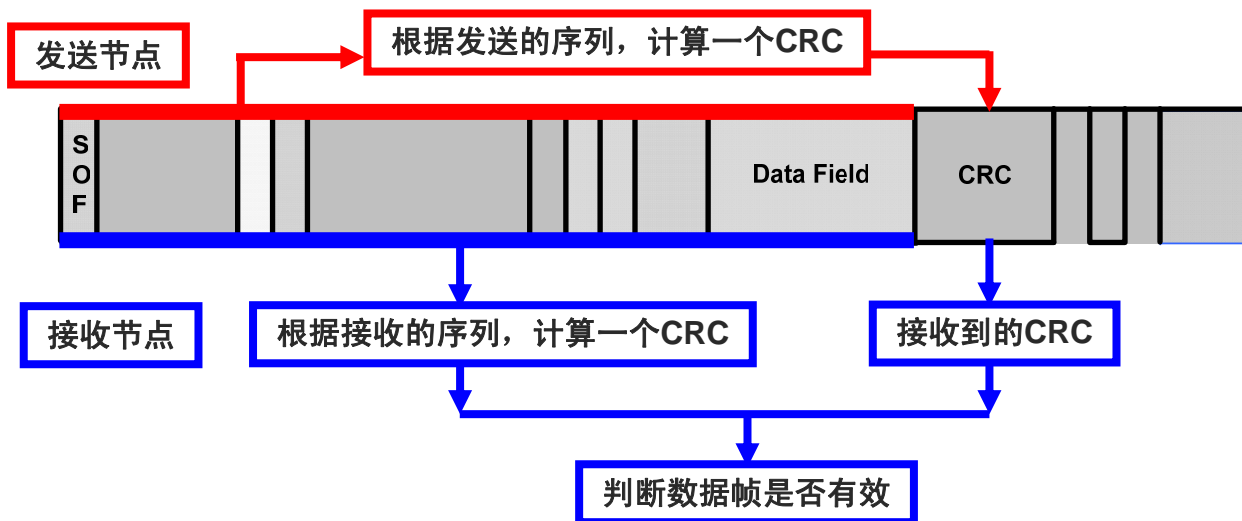 发送节点
根据发送的序列，计算一个CRC
SOF
Data Field
CRC
接收节点
根据接收的序列，计算一个CRC
接收到的CRC
判断数据帧是否有效